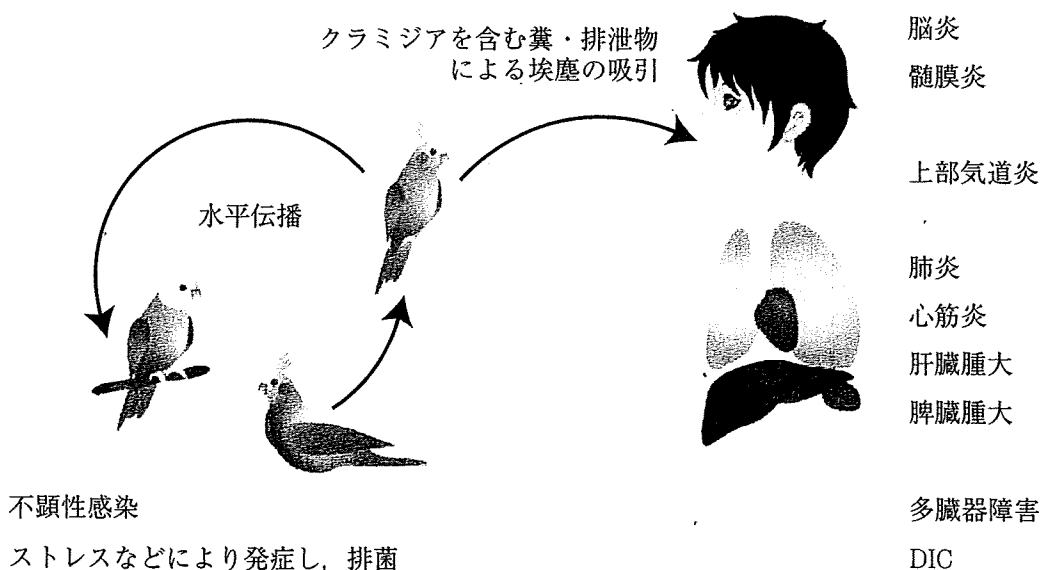 クラミジアを含む糞・排泄物
による埃塵の吸引
水平伝播
不顕性感染
ストレスなどにより発症し，排菌
脳炎
髄膜炎
上部気道炎
肺炎
心筋炎
肝臓腫大
脾臓腫大
多臓器障害
DIC